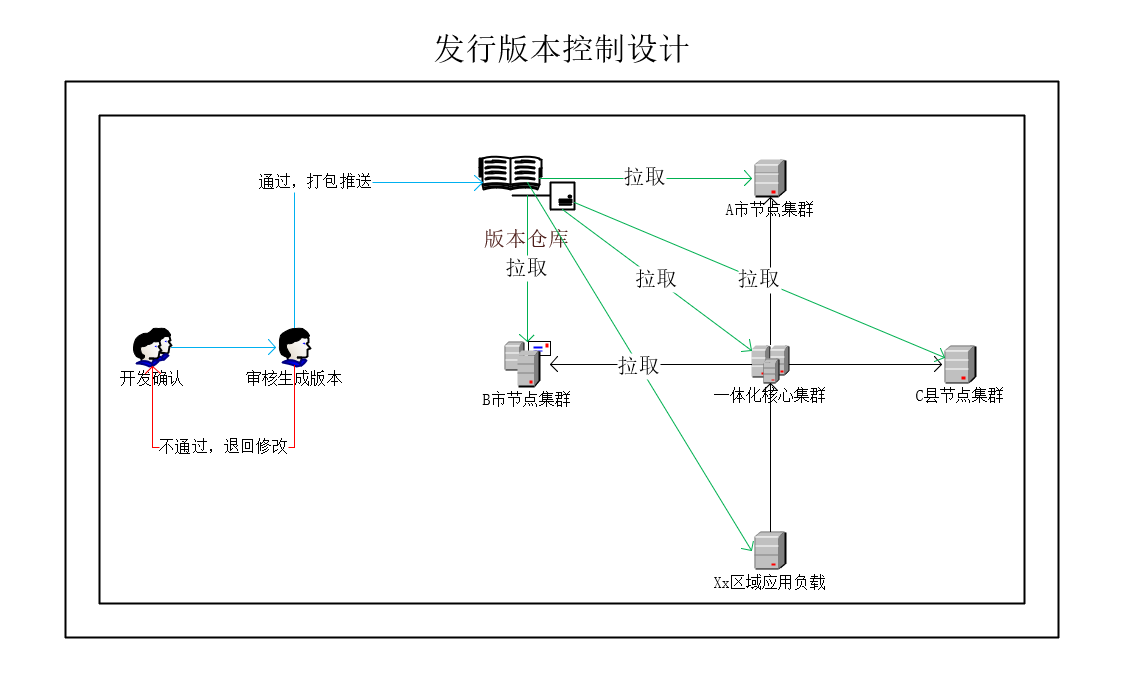 发行版本控制设计
通过，打包推送
拉取
A市节点集群
版本仓库
拉取
拉取
拉取
开发确认
审核生成版本
拉取
B市节点集群
一体化核心集群
C县节点集群
不通过，退回修改
Xx区域应用负载